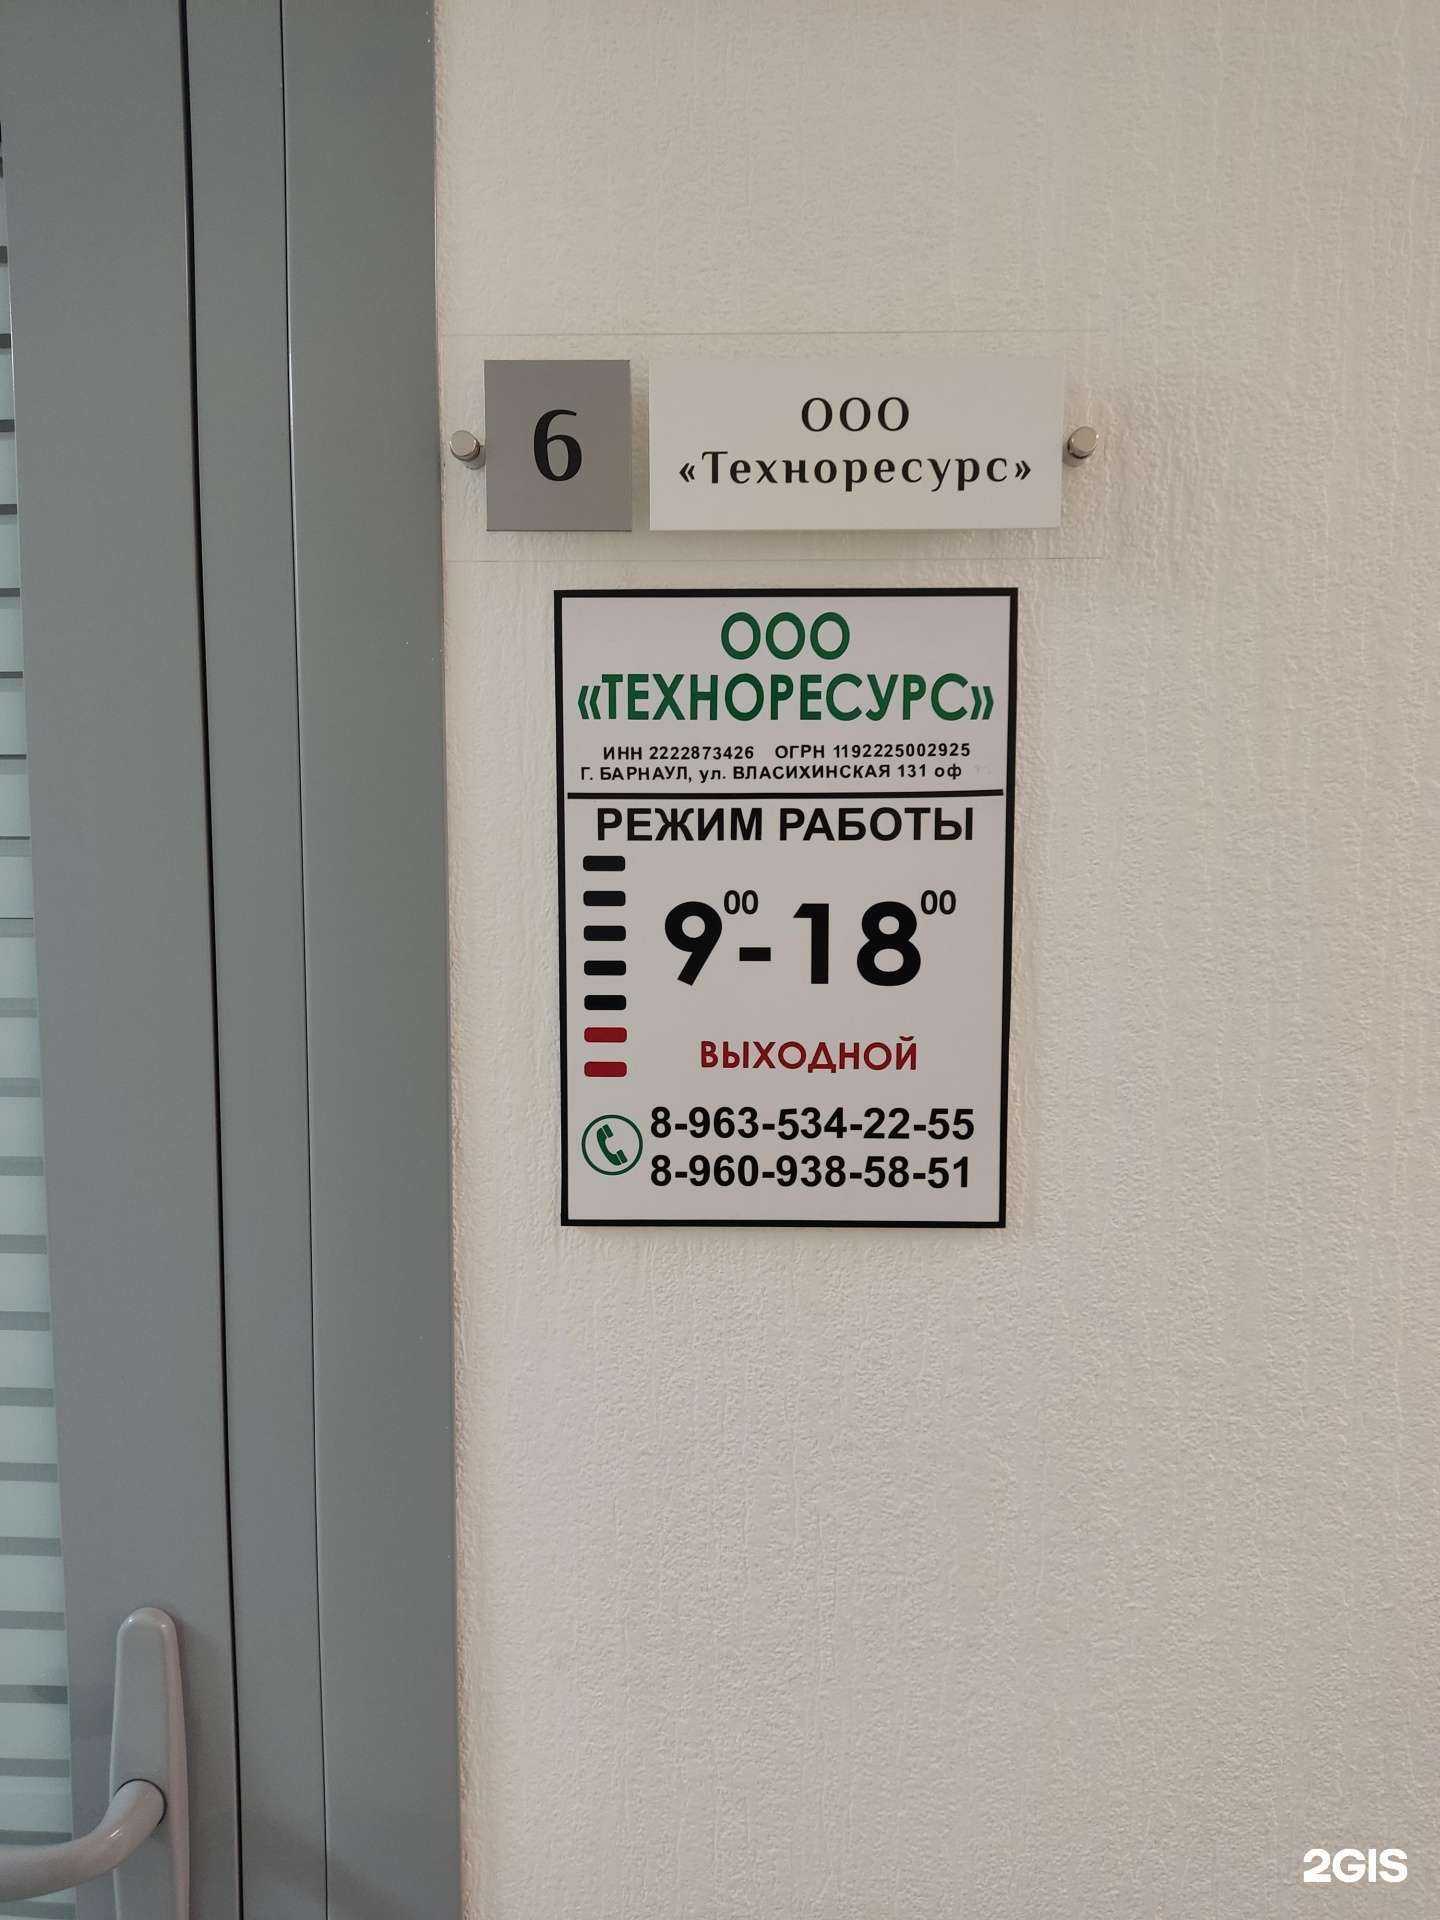 6
ООО
«Техноресурс»
ООО
«ТЕХНОРЕСУРС»
ИНН 2222873426 ОГРН 1192225002925
Г. БАРНАУЛ, ул. ВЛАСИХИНСКАЯ 131 оф
РЕЖИМ РАБОТЫ
9⁰⁰-18⁰⁰
ВЫХОДНОЙ
8-963-534-22-55
8-960-938-58-51
2GIS